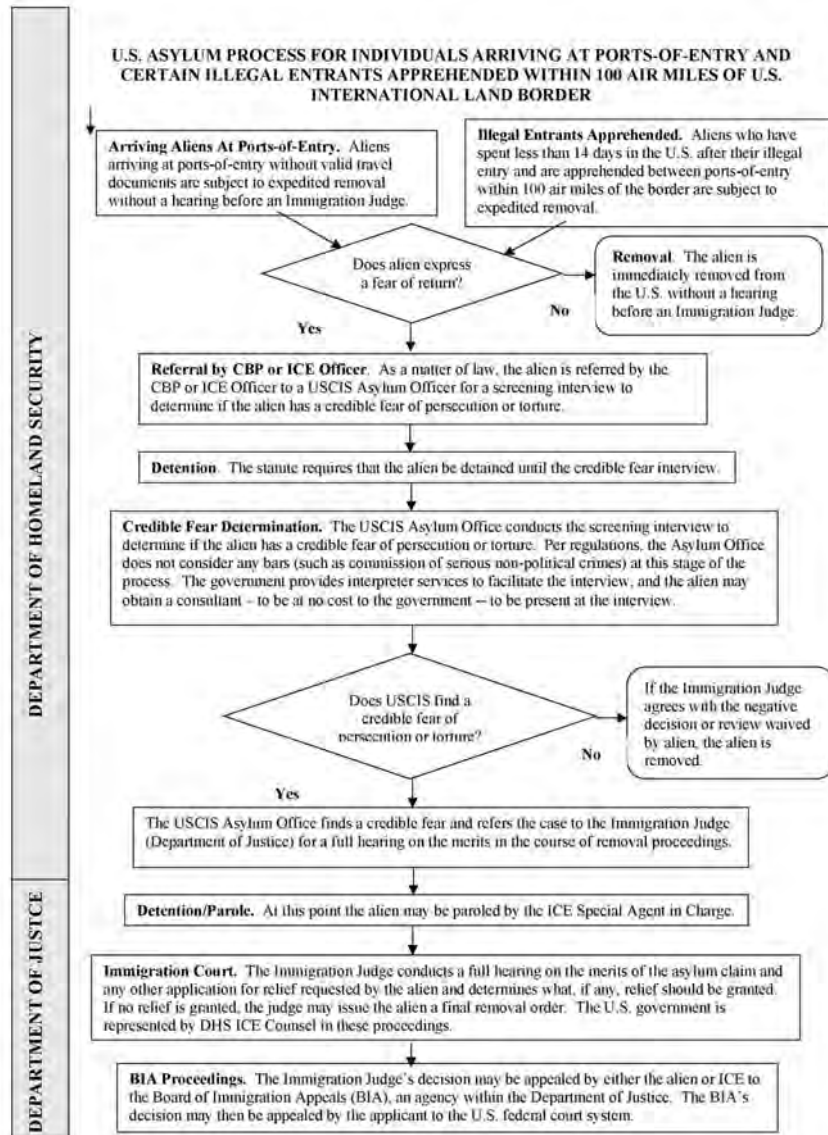 U.S. ASYLUM PROCESS FOR INDIVIDUALS ARRIVING AT PORTS-OF-ENTRY AND
CERTAIN ILLEGAL ENTRANTS APPREHENDED WITHIN 100 AIR MILES OF U.S.
INTERNATIONAL LAND BORDER
Arriving Aliens At Ports-of-Entry. Aliens
arriving at ports-of-entry without valid travel
documents are subject to expedited removal
without a hearing before an Immigration Judge.
Illegal Entrants Apprehended. Aliens who have
spent less than 14 days in the U.S. after their illegal
entry and are apprehended between ports-of-entry
within 100 air miles of the border are subject to
expedited removal.
Does alien express
a fear of return?
Removal. The alien is
immediately removed from
the U.S. without a hearing
before an Immigration Judge.
No
Yes
Referral by CBP or ICE Officer. As a matter of law, the alien is referred by the
CBP or ICE Officer to a USCIS Asylum Officer for a screening interview to
determine if the alien has a credible fear of persecution or torture.
Detention. The statute requires that the alien be detained until the credible fear interview.
Credible Fear Determination. The USCIS Asylum Office conducts the screening interview to
determine if the alien has a credible fear of persecution or torture. Per regulations, the Asylum Office
does not consider any bars (such as commission of serious non-political crimes) at this stage of the
process. The government provides interpreter services to facilitate the interview, and the alien may
obtain a consultant – to be at no cost to the government – to be present at the interview.
Does USCIS find a
credible fear of
persecution or torture?
If the Immigration Judge
agrees with the negative
decision or review waived
by alien, the alien is
removed.
No
Yes
The USCIS Asylum Office finds a credible fear and refers the case to the Immigration Judge
(Department of Justice) for a full hearing on the merits in the course of removal proceedings.
DEPARTMENT OF HOMELAND SECURITY
Detention/Parole. At this point the alien may be paroled by the ICE Special Agent in Charge.
Immigration Court. The Immigration Judge conducts a full hearing on the merits of the asylum claim and
any other application for relief requested by the alien and determines what, if any, relief should be granted.
If no relief is granted, the judge may issue the alien a final removal order. The U.S. government is
represented by DHS ICE Counsel in these proceedings.
BIA Proceedings. The Immigration Judge's decision may be appealed by either the alien or ICE to
the Board of Immigration Appeals (BIA), an agency within the Department of Justice. The BIA's
decision may then be appealed by the applicant to the U.S. federal court system.
DEPARTMENT OF JUSTCE